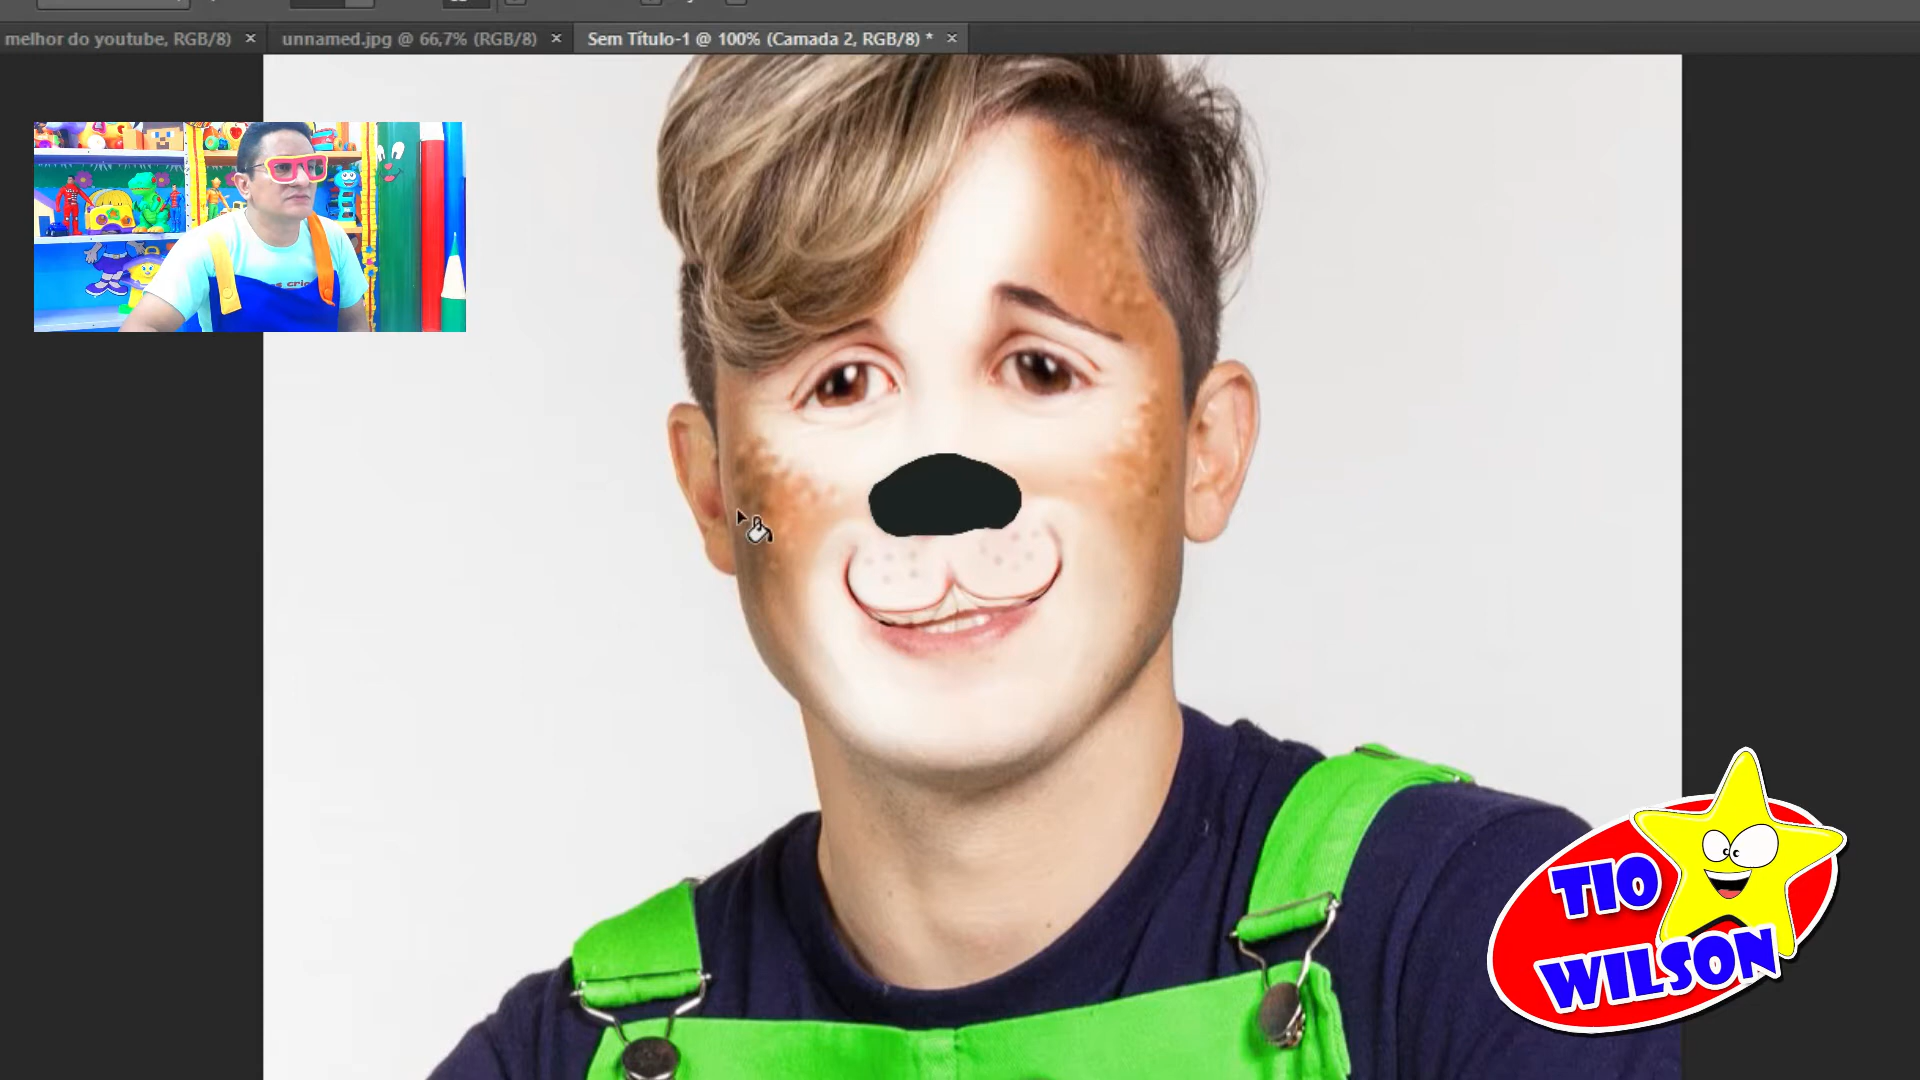 melhor do youtube, RGB/8) ×
unnamed.jpg @ 66,7% (RGB/8) ×
Sem Título-1 @ 100% (Camada 2, RGB/8) * ×
TIO
WILSON